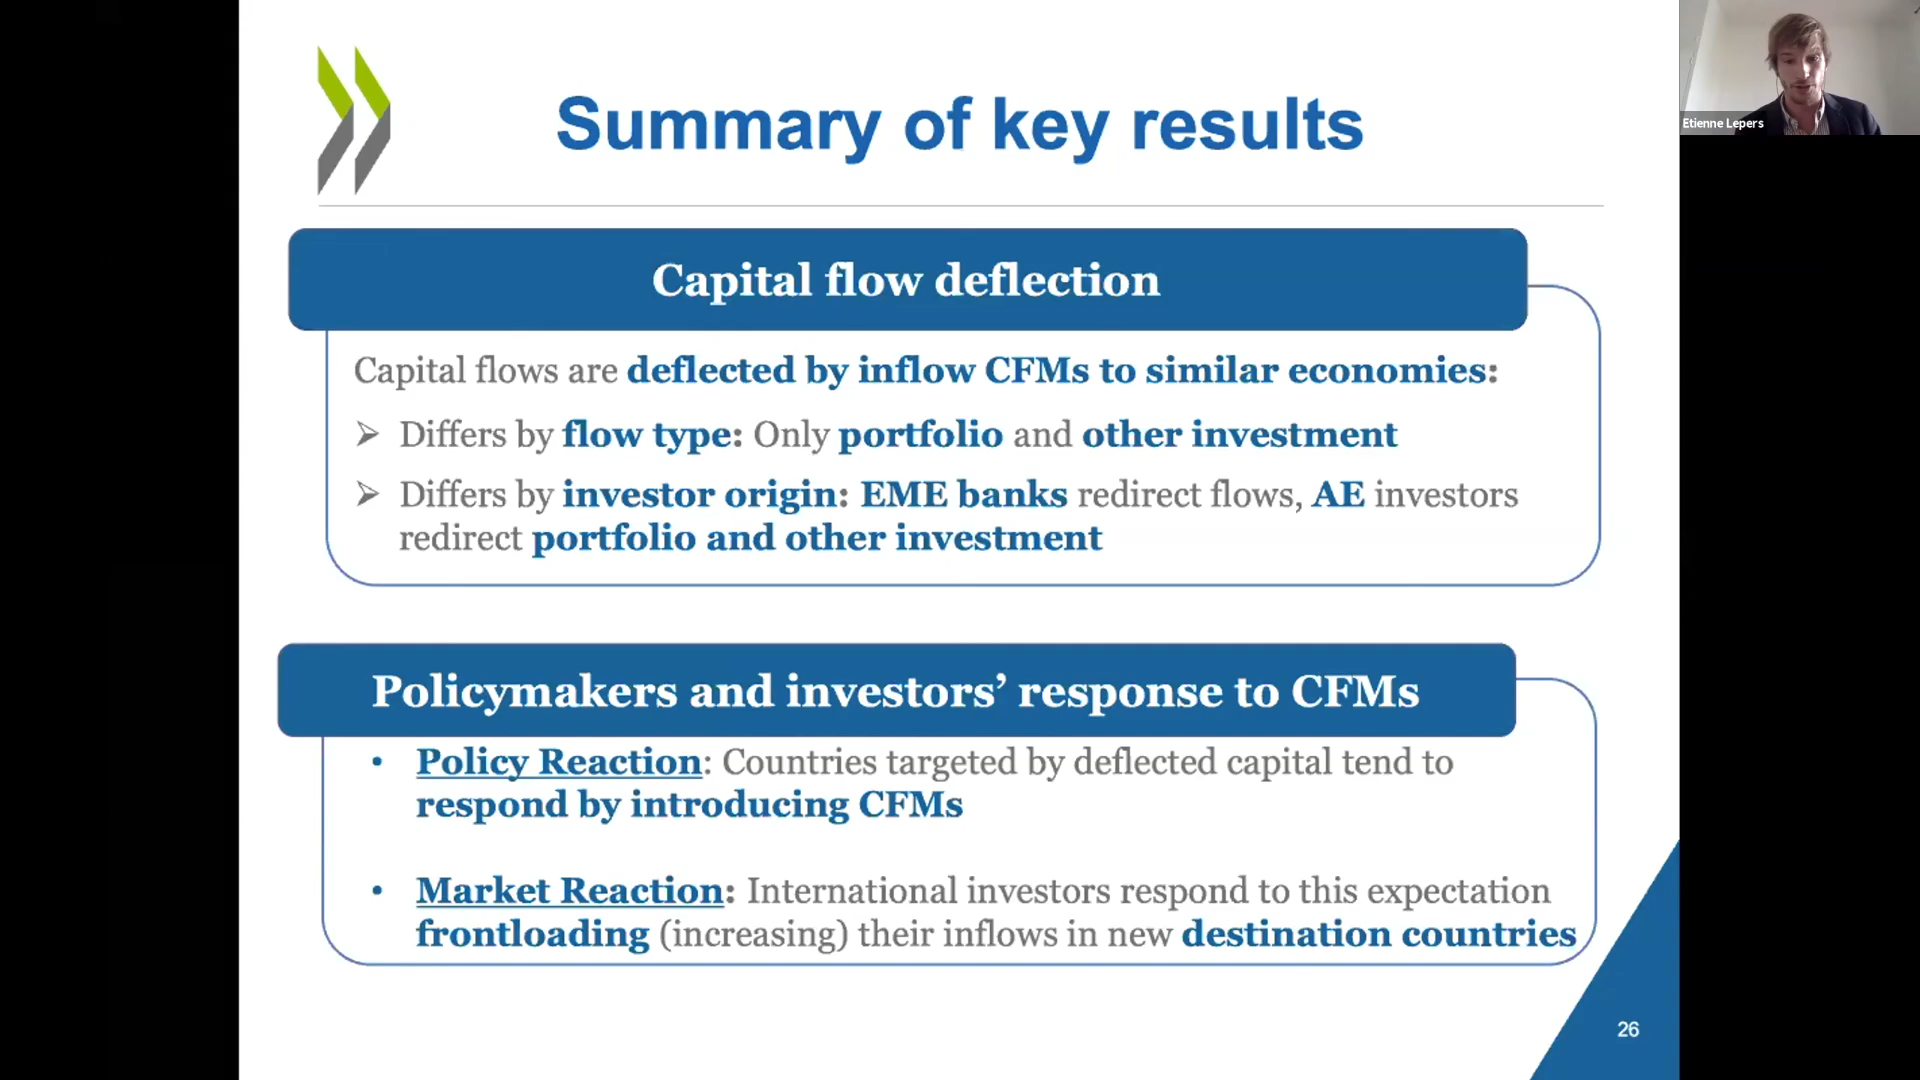 Summary of key results
Etienne Lepers
Capital flow deflection
Capital flows are deflected by inflow CFMs to similar economies:
Differs by flow type: Only portfolio and other investment
Differs by investor origin: EME banks redirect flows, AE investors
redirect portfolio and other investment
Policymakers and investors’ response to CFMs
• Policy Reaction: Countries targeted by deflected capital tend to
respond by introducing CFMs
• Market Reaction: International investors respond to this expectation
frontloading (increasing) their inflows in new destination countries
26